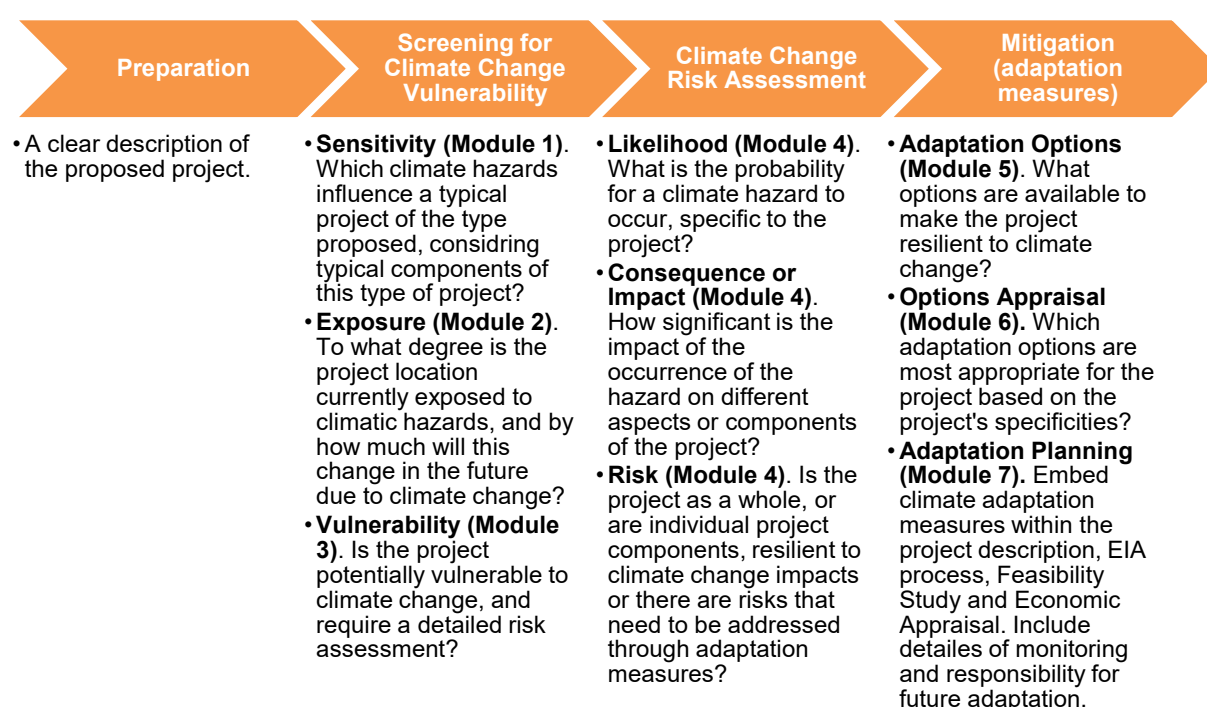 Preparation
Screening for
Climate Change
Vulnerability
Climate Change
Risk Assessment
Mitigation
(adaptation
measures)
• A clear description of
the proposed project.
• Sensitivity (Module 1).
Which climate hazards
influence a typical
project of the type
proposed, considring
typical components of
this type of project?
• Exposure (Module 2).
To what degree is the
project location
currently exposed to
climatic hazards, and by
how much will this
change in the future
due to climate change?
• Vulnerability (Module
3). Is the project
potentially vulnerable to
climate change, and
require a detailed risk
assessment?
• Likelihood (Module 4).
What is the probability
for a climate hazard to
occur, specific to the
project?
• Consequence or
Impact (Module 4).
How significant is the
impact of the
occurrence of the
hazard on different
aspects or components
of the project?
• Risk (Module 4). Is the
project as a whole, or
are individual project
components, resilient to
climate change impacts
or there are risks that
need to be addressed
through adaptation
measures?
• Adaptation Options
(Module 5). What
options are available to
make the project
resilient to climate
change?
• Options Appraisal
(Module 6). Which
adaptation options are
most appropriate for the
project based on the
project's specificities?
• Adaptation Planning
(Module 7). Embed
climate adaptation
measures within the
project description, EIA
process, Feasibility
Study and Economic
Appraisal. Include
detailes of monitoring
and responsibility for
future adaptation.